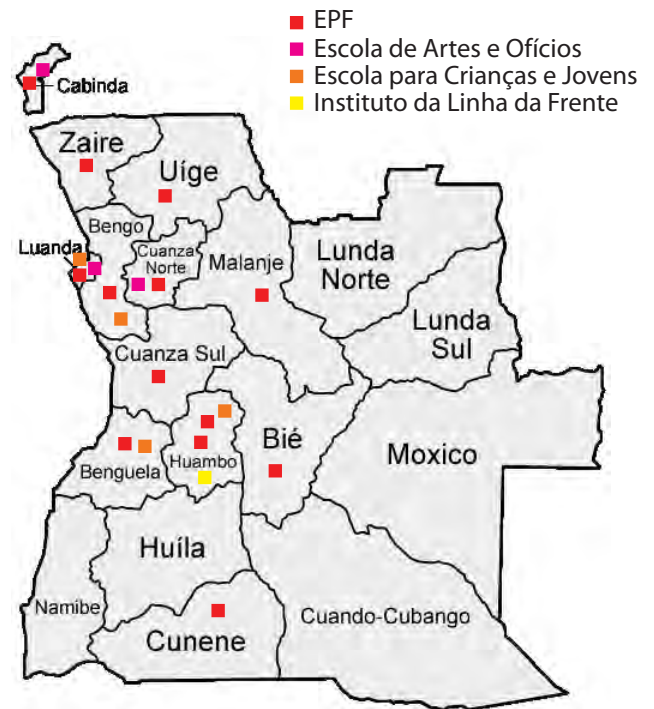 EPF
Escola de Artes e Ofícios
Escola para Crianças e Jovens
Instituto da Linha da Frente
Cabinda
Zaire
Uíge
Bengo
Luanda
Cuanza
Norte
Malanje
Lunda
Norte
Lunda
Sul
Cuanza Sul
Benguela
Huambo
Bié
Moxico
Huíla
Namibe
Cunene
Cuando-Cubango